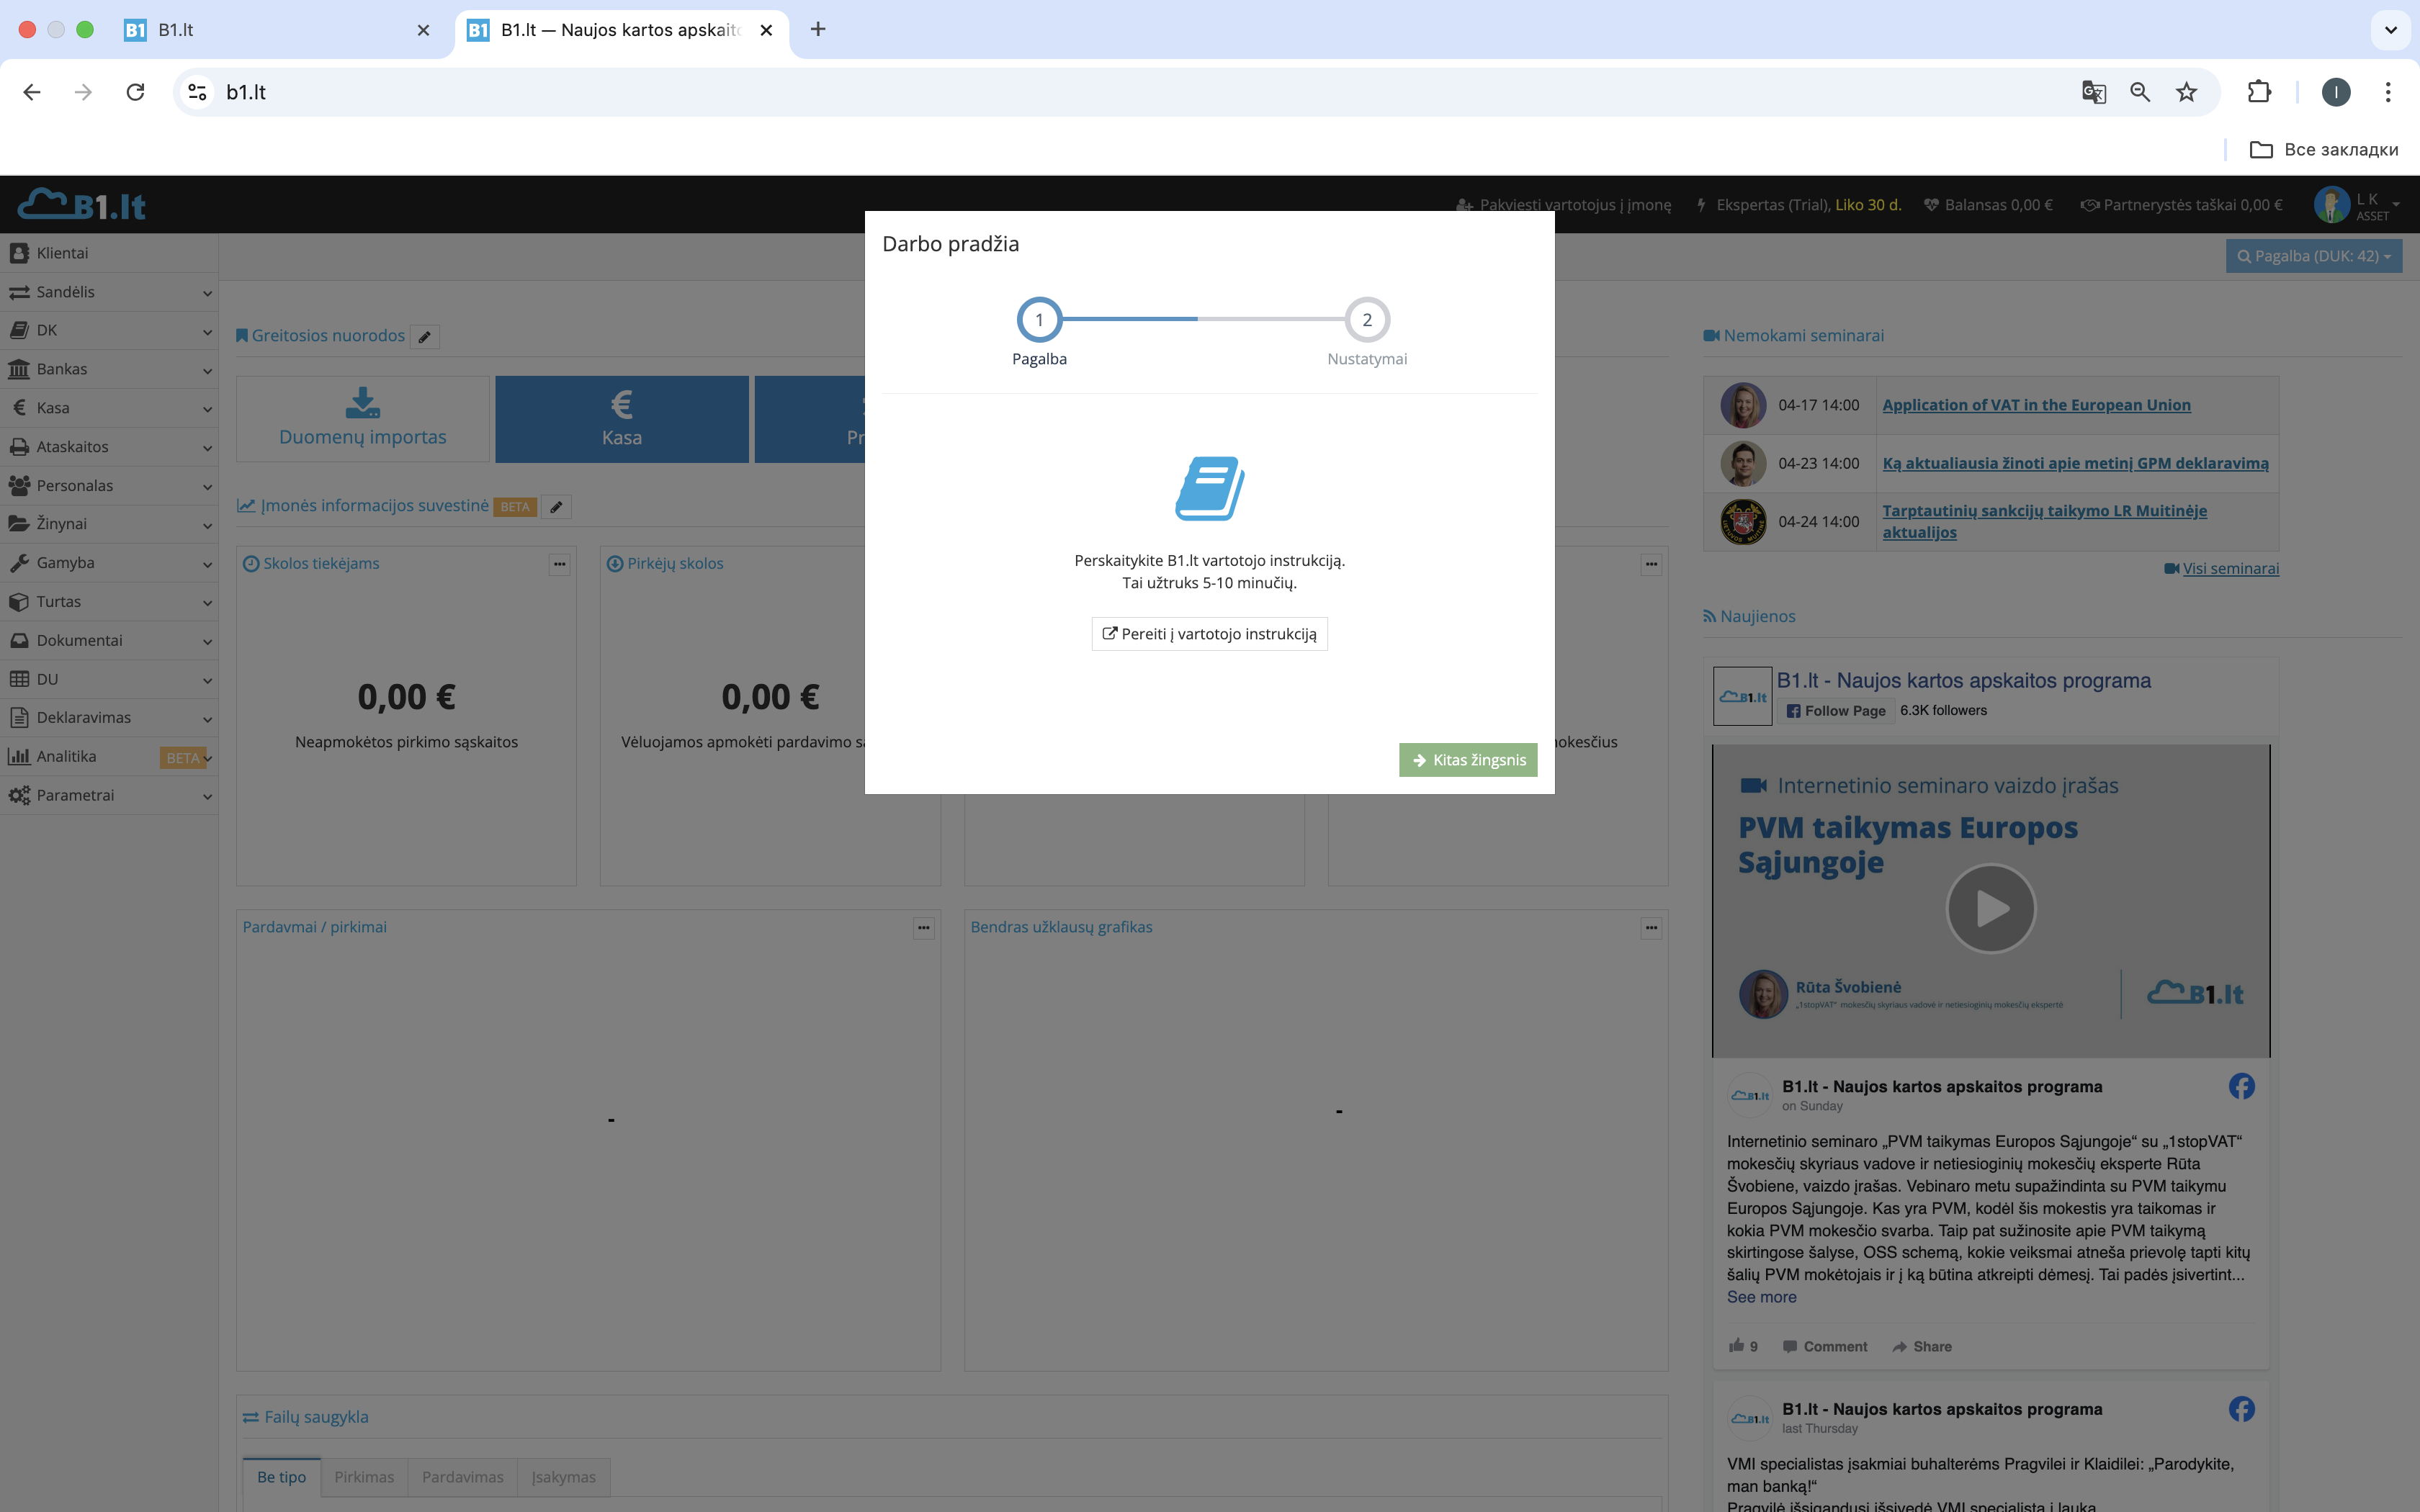 B1.lt
B1.lt — Naujos kartos apskaito
b1.lt
I
Все закладки
B1.lt
Pakviesti vartotojus į įmonę
Ekspertas (Trial), Liko 30 d.
Balansas 0,00 €
Partnerystės taškai 0,00 €
L K
ASSET
Pagalba (DUK: 42)
Klientai
Sandėlis
DK
Bankas
Kasa
Ataskaitos
Personalas
Žinynai
Gamyba
Turtas
Dokumentai
DU
Deklaravimas
Analitika BETA
Parametrai
Greitosios nuorodos
Duomenų importas
Kasa
Pr
Įmonės informacijos suvestinė BETA
Skolos tiekėjams
0,00 €
Neapmokėtos pirkimo sąskaitos
Pirkėjų skolos
0,00 €
Vėluojamos apmokėti pardavimo są
okesčius
Pardavmai / pirkimai
-
Bendras užklausų grafikas
-
Failų saugykla
Be tipo
Pirkimas
Pardavimas
Įsakymas
Darbo pradžia
1
Pagalba
2
Nustatymai
Perskaitykite B1.lt vartotojo instrukciją.
Tai užtruks 5-10 minučių.
Pereiti į vartotojo instrukciją
Kitas žingsnis
Nemokami seminarai
04-17 14:00 Application of VAT in the European Union
04-23 14:00 Ką aktualiausia žinoti apie metinį GPM deklaravimą
04-24 14:00 Tarptautinių sankcijų taikymo LR Muitinėje
aktualijos
Visi seminarai
Naujienos
B1.lt
B1.lt - Naujos kartos apskaitos programa
Follow Page 6.3K followers
Internetinio seminaro vaizdo įrašas
PVM taikymas Europos
Sąjungoje
Rūta Švobienė
„1stopVAT“ mokesčių skyriaus vadovė ir netiesioginių mokesčių ekspertė
B1.lt
B1.lt
B1.lt - Naujos kartos apskaitos programa
on Sunday
Internetinio seminaro „PVM taikymas Europos Sąjungoje“ su „1stopVAT“
mokesčių skyriaus vadove ir netiesioginių mokesčių eksperte Rūta
Švobiene, vaizdo įrašas. Vebinaro metu supažindinta su PVM taikymu
Europos Sąjungoje. Kas yra PVM, kodėl šis mokestis yra taikomas ir
kokia PVM mokesčio svarba. Taip pat sužinosite apie PVM taikymą
skirtingose šalyse, OSS schemą, kokie veiksmai atneša prievolę tapti kitų
šalių PVM mokėtojais ir į ką būtina atkreipti dėmesį. Tai padės įsivertint...
See more
9 Comment Share
B1.lt
B1.lt - Naujos kartos apskaitos programa
last Thursday
VMI specialistas įsakmiai buhalterėms Pragvilei ir Klaidilei: „Parodykite,
man banką!“
Pragvilė išsigandusi išsivedė VMI specialistą į lauką